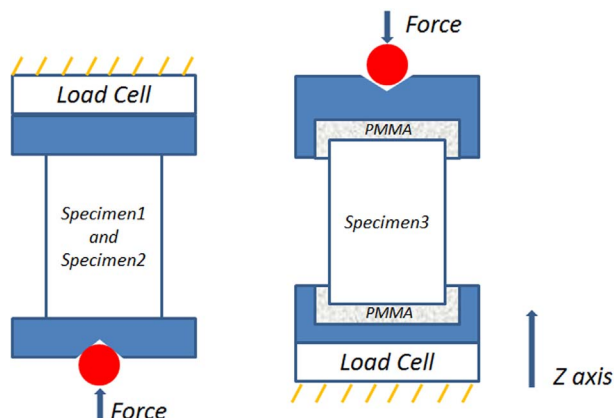 Load Cell
Specimen1
and
Specimen2
Force
Force
PMMA
Specimen3
PMMA
Load Cell
Z axis